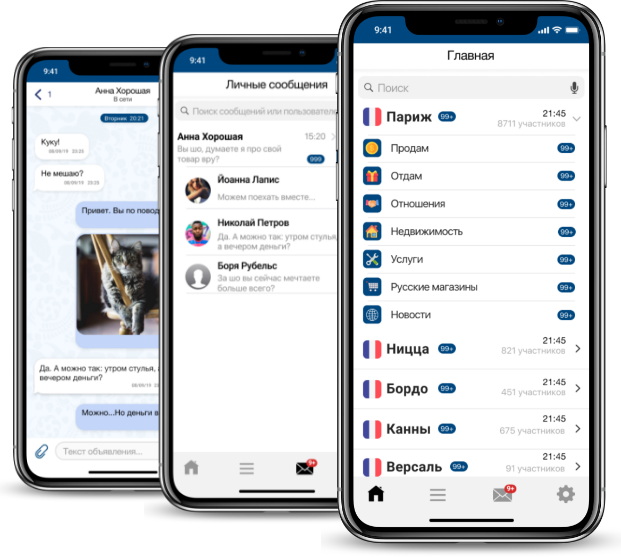 9:41
1
Анна Хорошая
В сети
Вторник 20:21
Куку!
08/09/19 23:25
Не мешаю?
08/09/19 23:25
Привет. Вы по повод
Да. А можно так: утром стулья, а
вечером деньги?
08/09/19
Можно...Но деньги в
Текст объявления...
9:41
Личные сообщения
Поиск сообщений или пользователе
Анна Хорошая 15:20
Вы шо, думаете я про свой
товар вру? 999
Йоанна Лапис
Можем поехать вместе...
Николай Петров
Да. А можно так: утром стулья,
а вечером деньги?
Боря Рубельс
За шо вы сейчас мечтаете
больше всего?
9+
9:41
Главная
Поиск
Париж 99+ 21:45
8711 участников
Продам 99+
Отдам 99+
Отношения 99+
Недвижимость 99+
Услуги 99+
Русские магазины 99+
Новости 99+
Ницца 99+ 21:45
821 участников
Бордо 99+ 21:45
451 участников
Канны 99+ 21:45
675 участников
Версаль 99+ 21:45
91 участников
9+